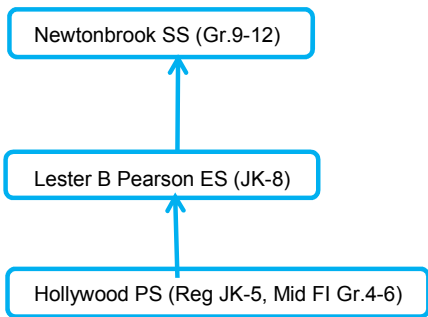 Newtonbrook SS (Gr.9-12)
Lester B Pearson ES (JK-8)
Hollywood PS (Reg JK-5, Mid FI Gr.4-6)